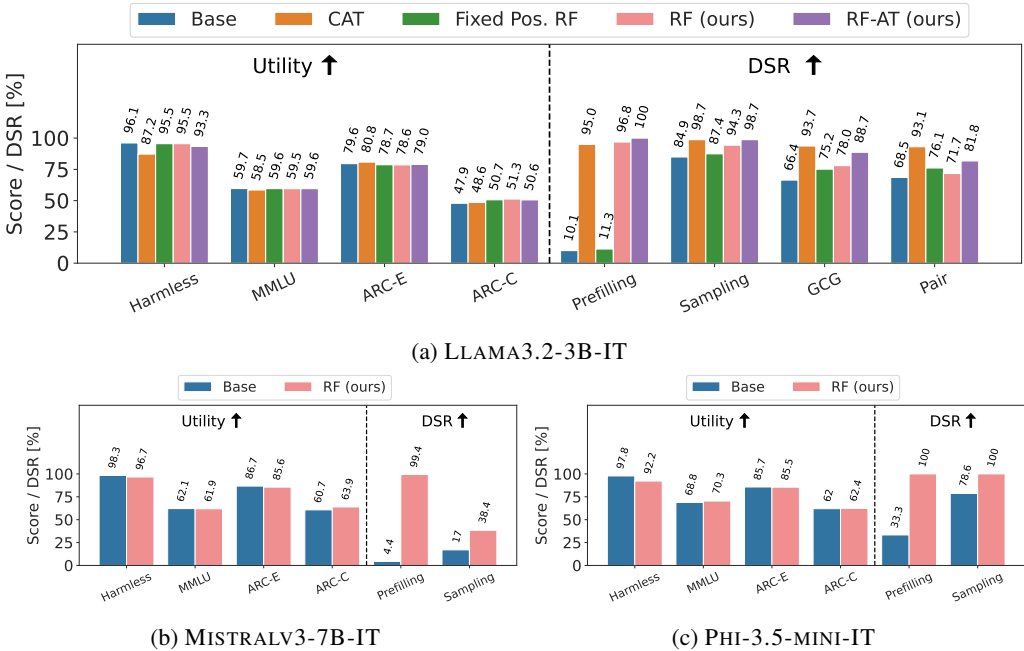 Base CAT Fixed Pos. RF RF (ours) RF-AT (ours)
Utility ↑ DSR ↑
Score / DSR [%]
100
75
50
25
0
96.1 87.2 95.5 95.5 93.3
59.7 58.5 59.6 59.5 59.6
79.6 80.8 78.7 78.6 79.0
47.9 48.6 50.7 51.3 50.6
10.1 95.0 11.3 96.8 100
84.9 98.7 87.4 94.3 98.7
66.4 93.7 75.2 78.0 88.7
68.5 93.1 76.1 71.7 81.8
Harmless MMLU ARC-E ARC-C Prefilling Sampling GCG Pair
(a) LLAMA3.2-3B-IT
Base RF (ours)
Utility ↑ DSR ↑
Score / DSR [%]
100
75
50
25
0
98.3 96.7 62.1 61.9 86.7 85.6 60.7 63.9 4.4 99.4 17 38.4
Harmless MMLU ARC-E ARC-C Prefilling Sampling
(b) MISTRALV3-7B-IT
Base RF (ours)
Utility ↑ DSR ↑
Score / DSR [%]
100
75
50
25
0
97.8 92.2 68.8 70.3 85.7 85.5 62 62.4 33.3 100 78.6 100
Harmless MMLU ARC-E ARC-C Prefilling Sampling
(c) PHI-3.5-MINI-IT